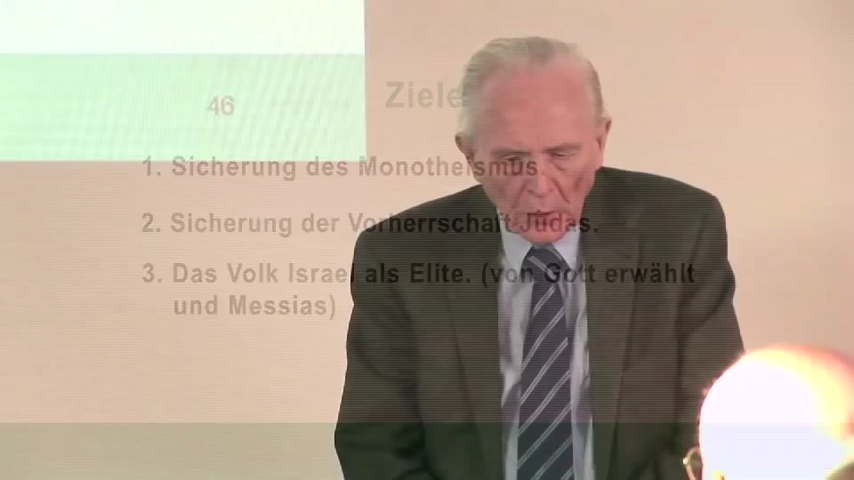 46
Ziele
1. Sicherung des Monotheismus.
2. Sicherung der Vorherrschaft Judas.
3. Das Volk Israel als Elite. (von Gott erwählt
und Messias)